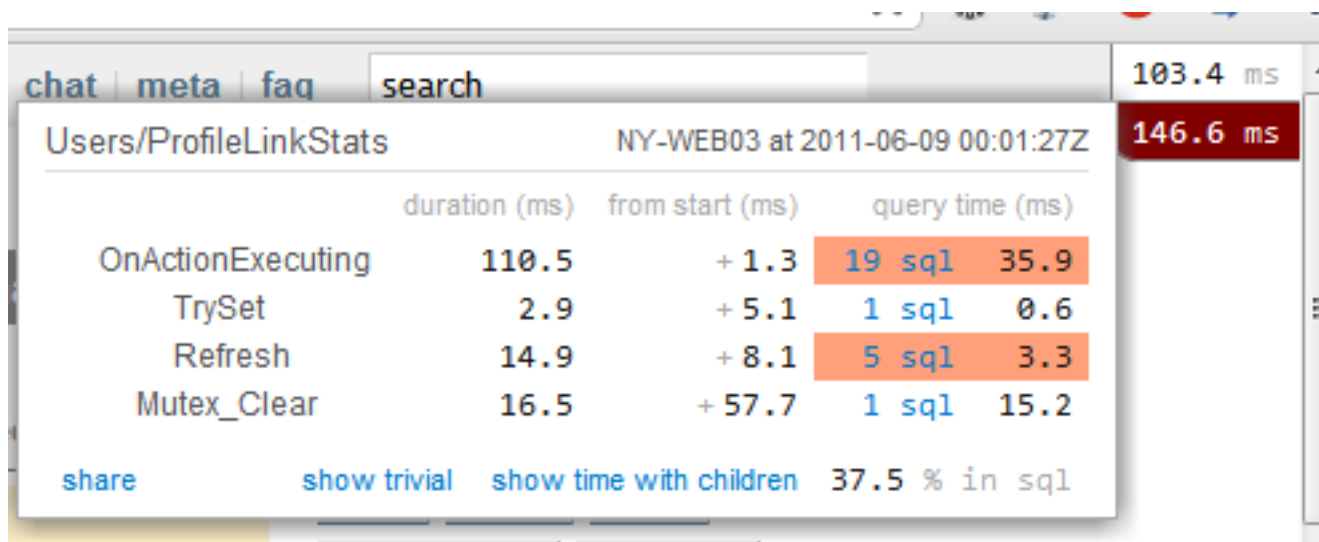 chat | meta | faq search
103.4 ms
146.6 ms
Users/ProfileLinkStats NY-WEB03 at 2011-06-09 00:01:27Z
duration (ms) from start (ms) query time (ms)
OnActionExecuting 110.5 + 1.3 19 sql 35.9
TrySet 2.9 + 5.1 1 sql 0.6
Refresh 14.9 + 8.1 5 sql 3.3
Mutex_Clear 16.5 + 57.7 1 sql 15.2
share show trivial show time with children 37.5 % in sql